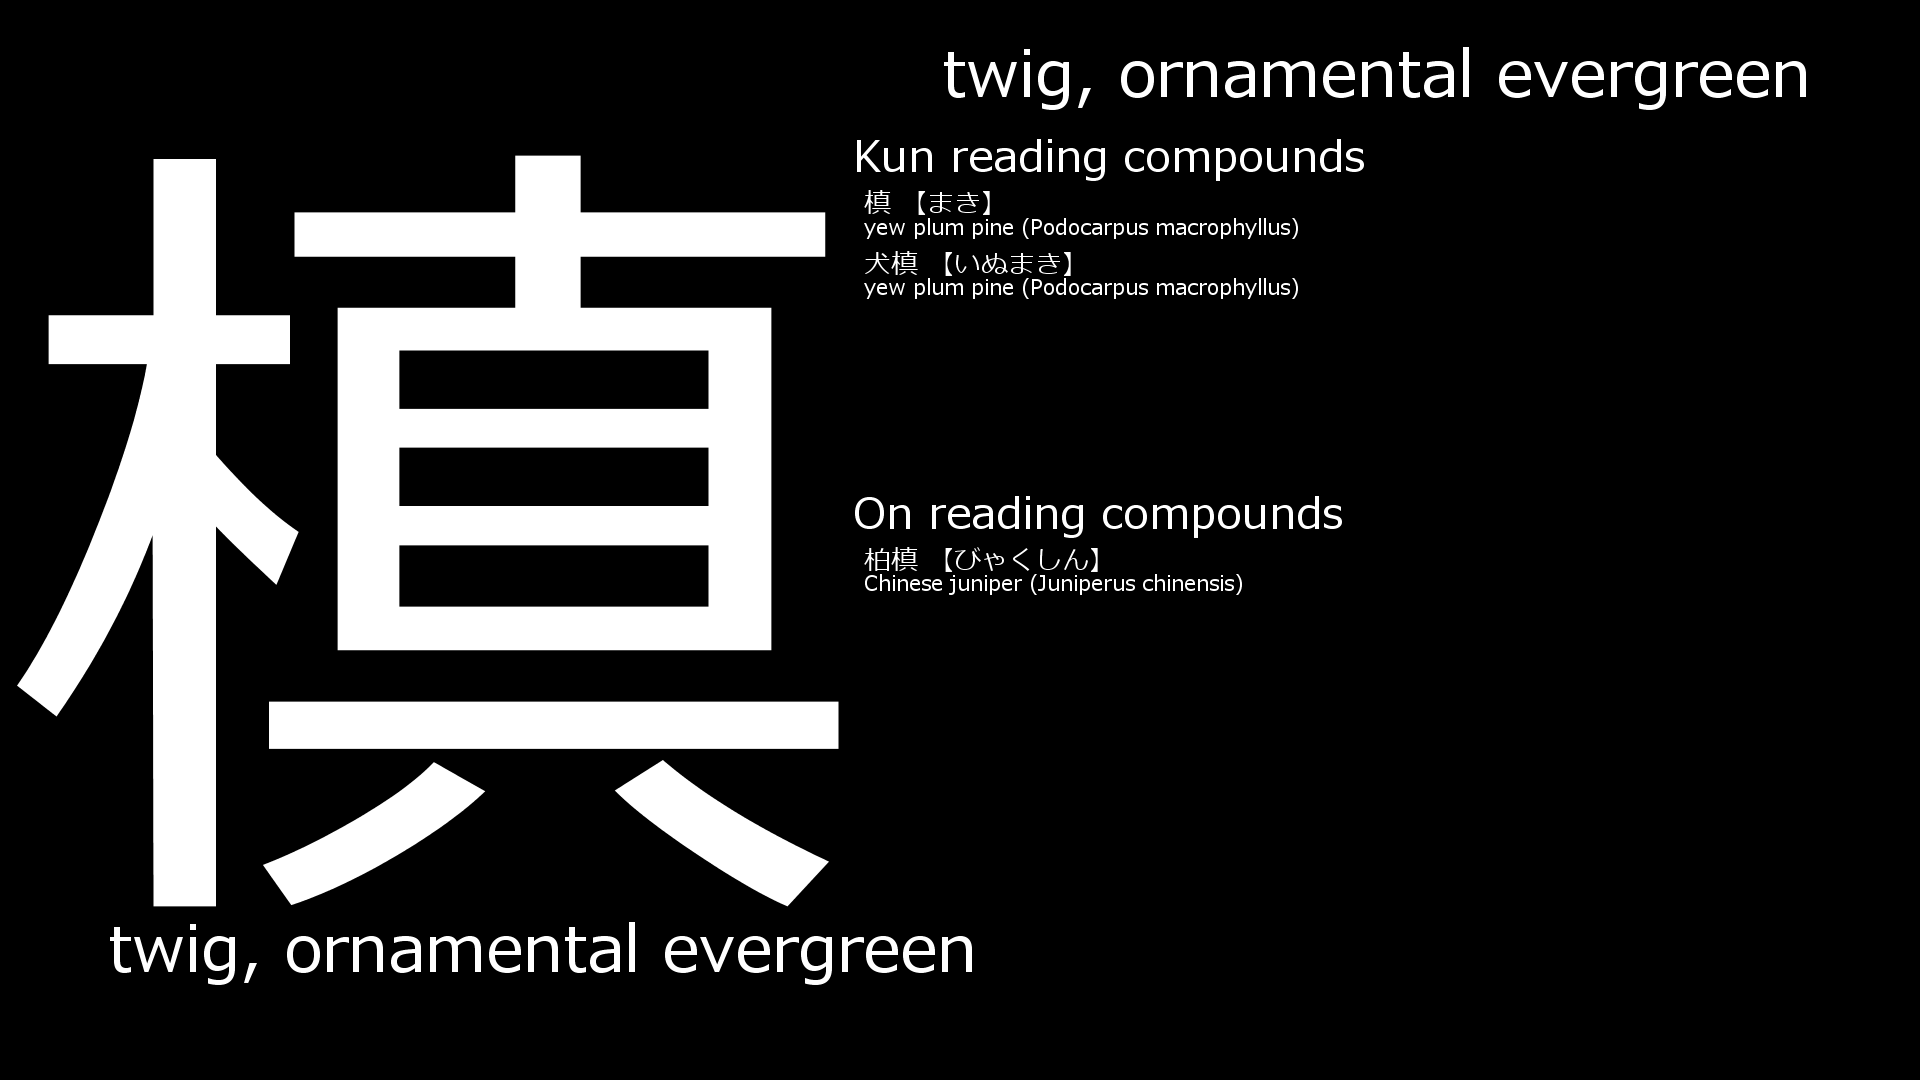 槙
twig, ornamental evergreen
twig, ornamental evergreen
Kun reading compounds
槙 【まき】
yew plum pine (Podocarpus macrophyllus)
犬槙 【いぬまき】
yew plum pine (Podocarpus macrophyllus)
On reading compounds
柏槙 【びゃくしん】
Chinese juniper (Juniperus chinensis)